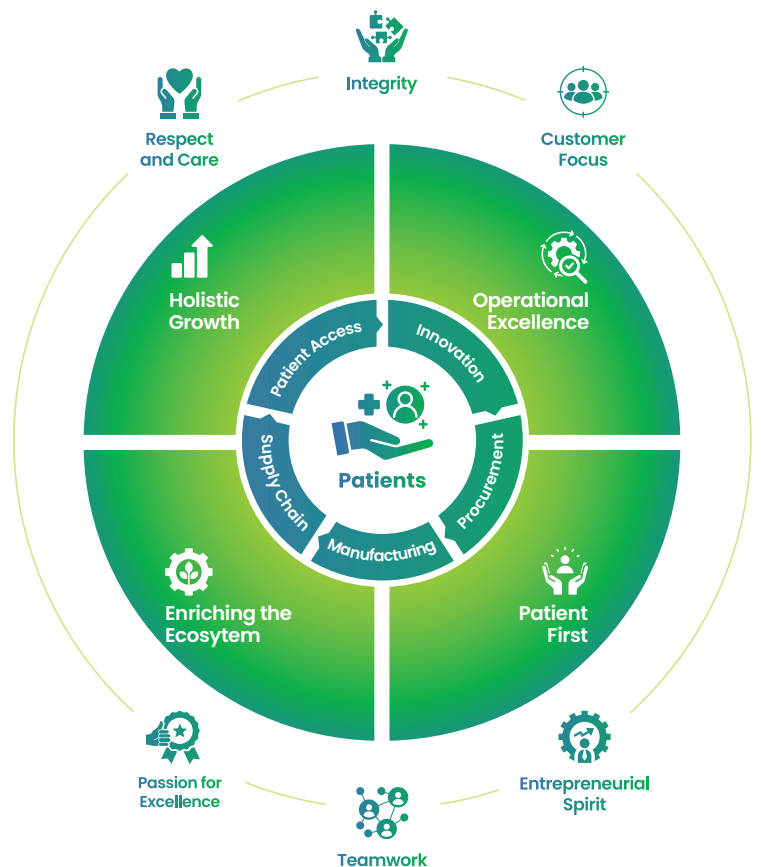 Integrity
Respect
and Care
Customer
Focus
Holistic
Growth
Operational
Excellence
Patient Access
Innovation
Procurement
Manufacturing
Supply Chain
Patients
Enriching the
Ecosytem
Patient
First
Passion for
Excellence
Entrepreneurial
Spirit
Teamwork